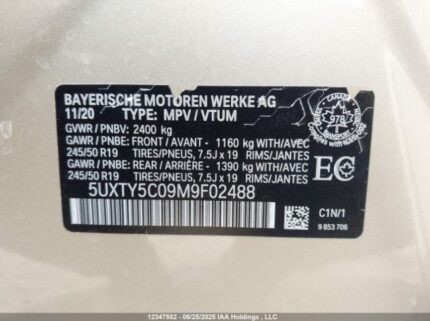 BAYERISCHE MOTOREN WERKE AG
11/20 TYPE: MPV / VTUM
GVWR / PNBV: 2400 kg
GAWR / PNBE: FRONT / AVANT - 1160 kg WITH/AVEC
245/50 R19 TIRES/PNEUS, 7.5J x 19 RIMS/JANTES
GAWR / PNBE: REAR / ARRIÈRE - 1390 kg WITH/AVEC
245/50 R19 TIRES/PNEUS, 7.5J x 19 RIMS/JANTES
5UXTY5C09M9F02488
CANADA
978
TRANSPORT
EC
C1N/1
9 853 706
12347582 - 06/25/2025 - IAA Holdings, LLC